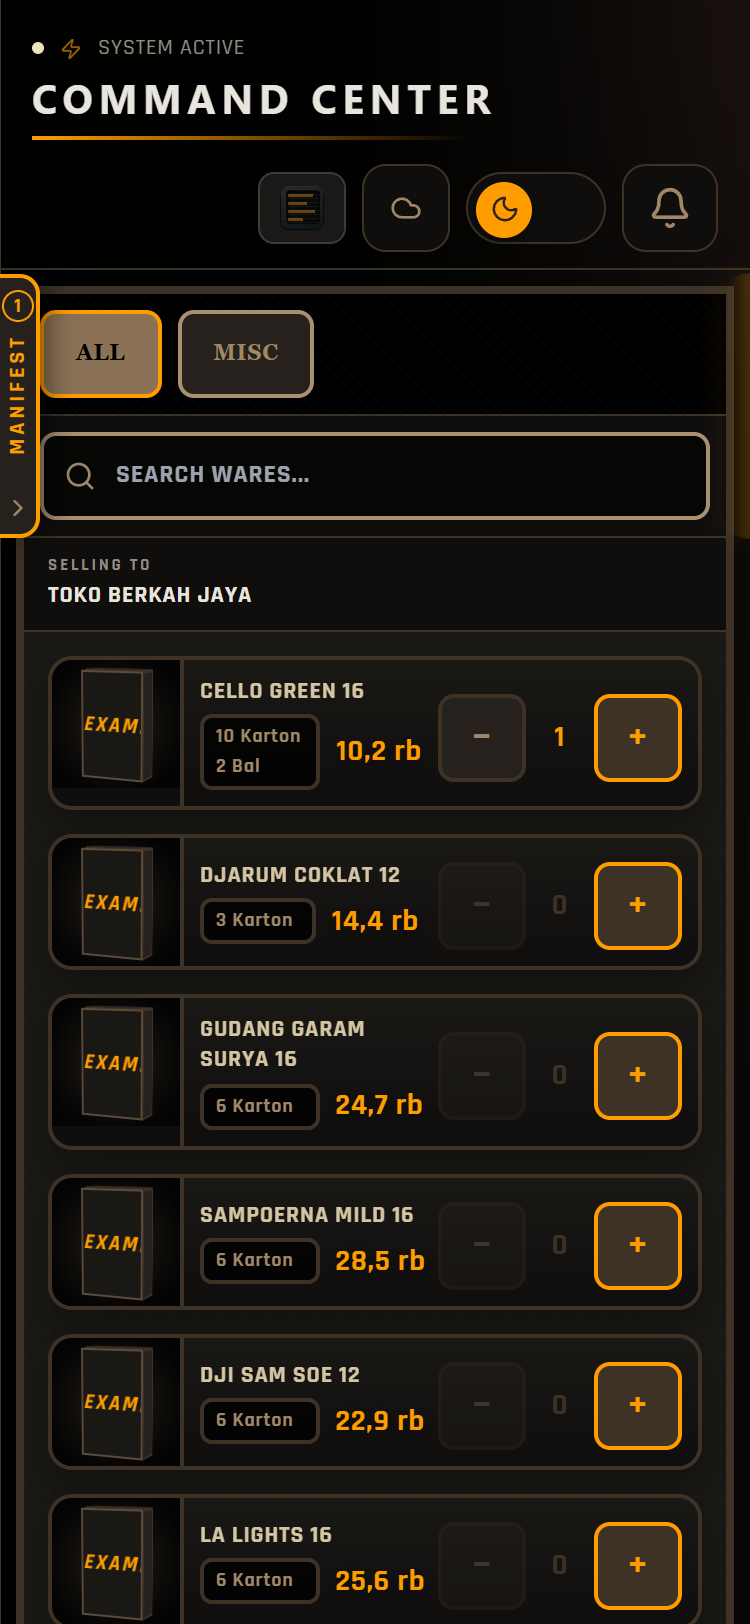 SYSTEM ACTIVE
COMMAND CENTER
1
MANIFEST
ALL
MISC
SEARCH WARES...
SELLING TO
TOKO BERKAH JAYA
EXAM
CELLO GREEN 16
10 Karton
2 Bal
10,2 rb
− 1 +
EXAM
DJARUM COKLAT 12
3 Karton
14,4 rb
− 0 +
EXAM
GUDANG GARAM
SURYA 16
6 Karton
24,7 rb
− 0 +
EXAM
SAMPOERNA MILD 16
6 Karton
28,5 rb
− 0 +
EXAM
DJI SAM SOE 12
6 Karton
22,9 rb
− 0 +
EXAM
LA LIGHTS 16
6 Karton
25,6 rb
− 0 +